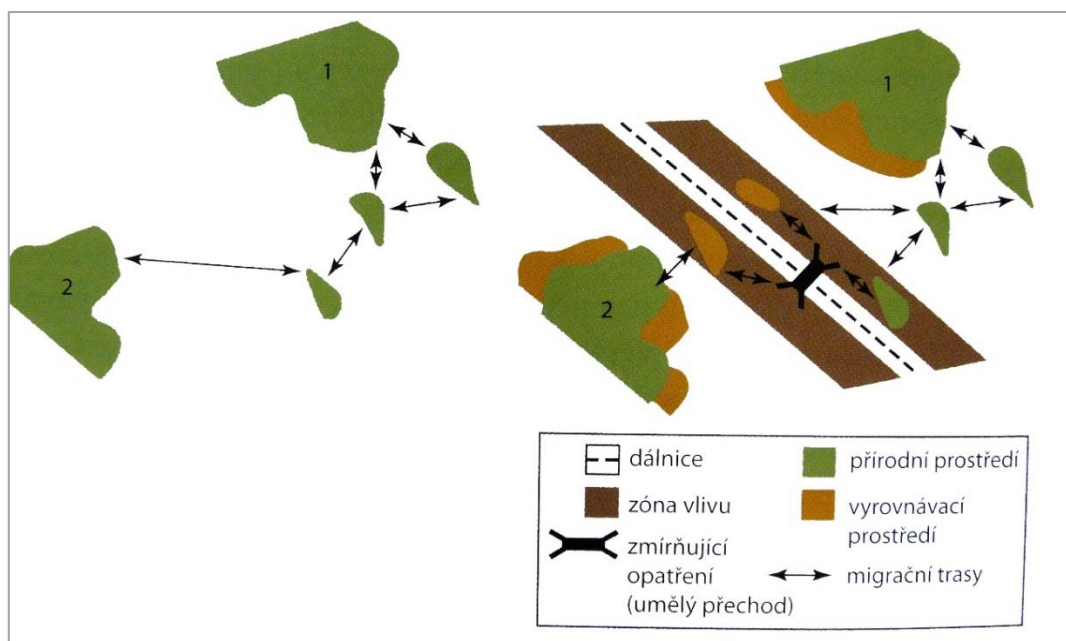 1
2
1
2
dálnice
zóna vlivu
zmírňující
opatření
(umělý přechod)
přírodní prostředí
vyrovnávací
prostředí
migrační trasy